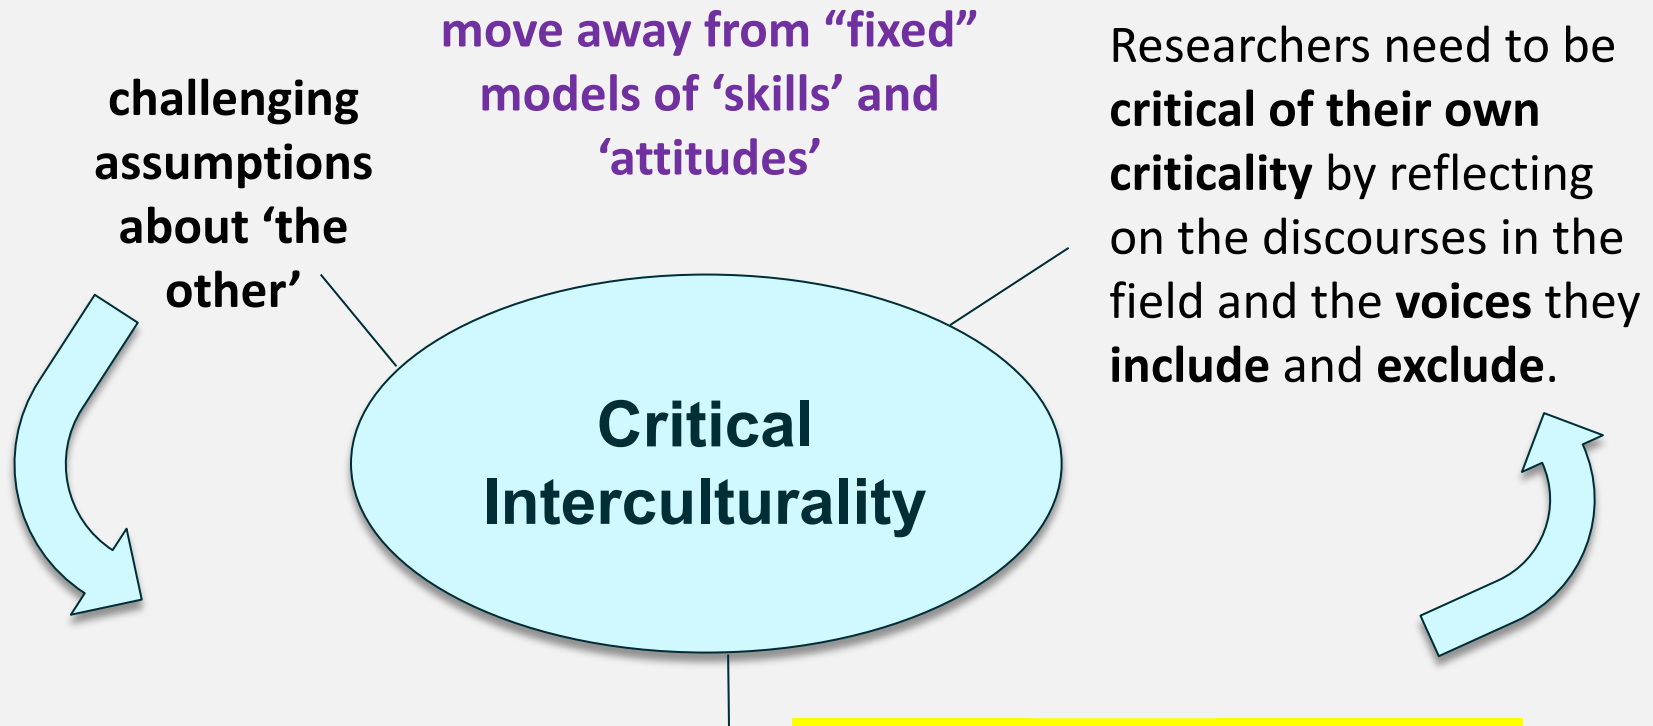 move away from “fixed”
models of ‘skills’ and
‘attitudes’
challenging
assumptions
about ‘the
other’
Researchers need to be
critical of their own
criticality by reflecting
on the discourses in the
field and the voices they
include and exclude.
Critical
Interculturality